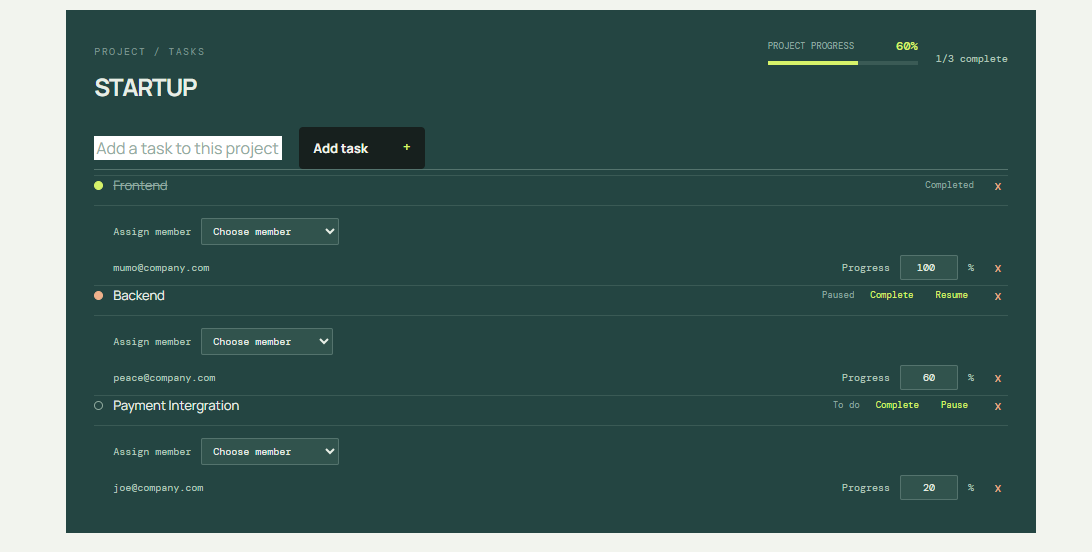 PROJECT / TASKS
PROJECT PROGRESS 60%
1/3 complete
STARTUP
Add a task to this project Add task +
Frontend Completed x
Assign member Choose member
mumo@company.com Progress 100 % x
Backend Paused Complete Resume x
Assign member Choose member
peace@company.com Progress 60 % x
Payment Intergration To do Complete Pause x
Assign member Choose member
joe@company.com Progress 20 % x